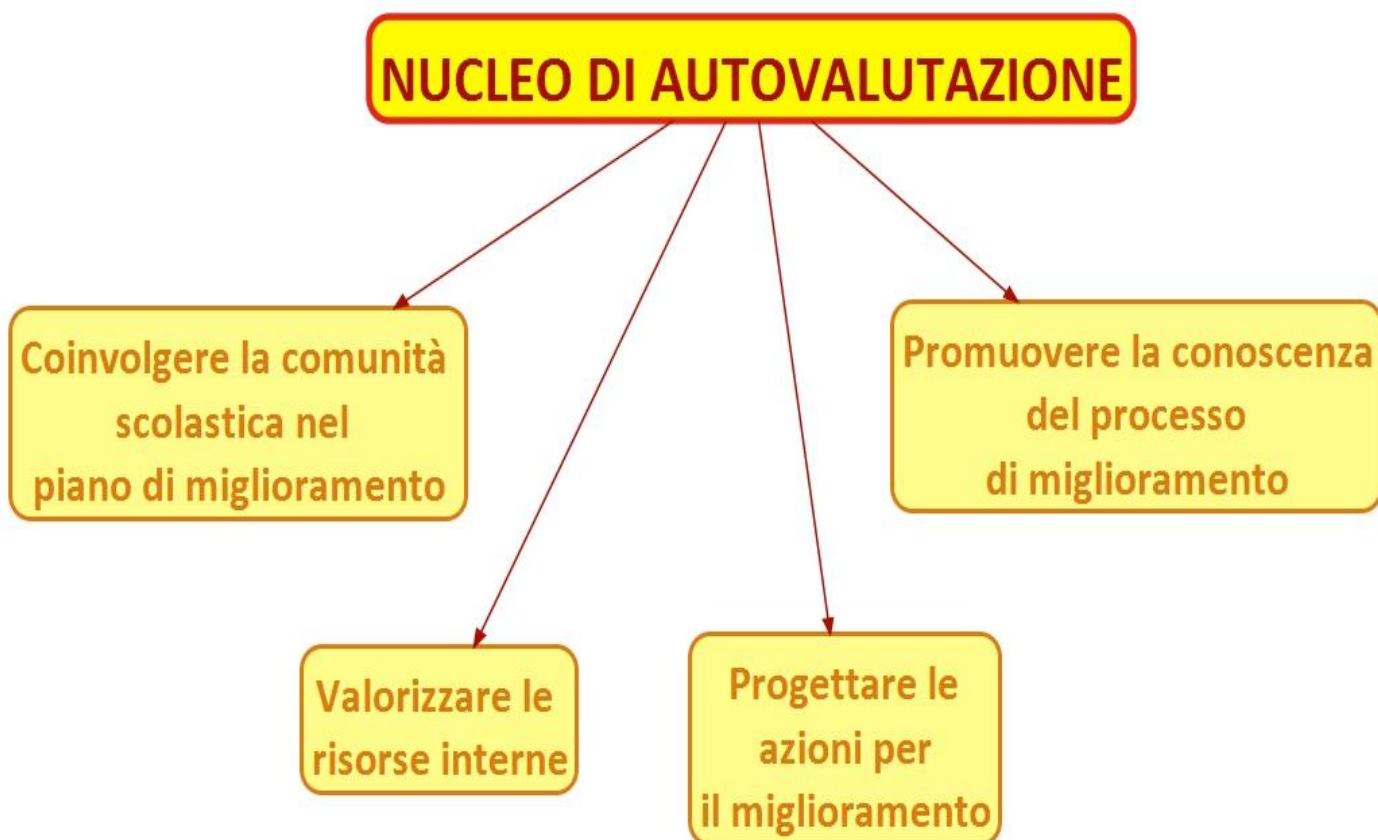 NUCLEO DI AUTOVALUTAZIONE
Coinvolgere la comunità
scolastica nel
piano di miglioramento
Promuovere la conoscenza
del processo
di miglioramento
Valorizzare le
risorse interne
Progettare le
azioni per
il miglioramento